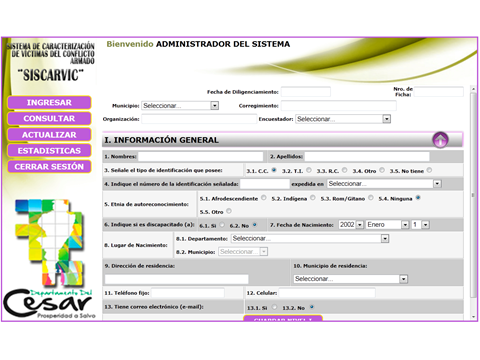 SISTEMA DE CARACTERIZACIÓN
DE VÍCTIMAS DEL CONFLICTO
ARMADO
"SISCARVIC"
INGRESAR
CONSULTAR
ACTUALIZAR
ESTADISTICAS
CERRAR SESIÓN
Departamento Del
Cesar
Prosperidad a Salvo
Bienvenido ADMINISTRADOR DEL SISTEMA
Fecha de Diligenciamiento: Nro. de Ficha:
Municipio: Seleccionar... Corregimiento:
Organización: Encuestador: Seleccionar...
I. INFORMACIÓN GENERAL
1. Nombres: 2. Apellidos:
3. Señale el tipo de identificación que posee: 3.1. C.C. 3.2. T.I. 3.3. R.C. 3.4. Otro 3.5. No tiene
4. Indique el número de la identificación señalada: expedida en Seleccionar...
5. Etnia de autoreconocimiento: 5.1. Afrodescendiente 5.2. Indígena 5.3. Rom/Gitano 5.4. Ninguna
5.5. Otro
6. Indique si es discapacitado (a): 6.1. Si 6.2. No 7. Fecha de Nacimiento: 2002 Enero 1
8. Lugar de Nacimiento: 8.1. Departamento: Seleccionar...
8.2. Municipio: Seleccionar
9. Dirección de residencia: 10. Municipio de residencia:
Seleccionar...
11. Teléfono fijo: 12. Celular:
13. Tiene correo electrónico (e-mail): 13.1. Si 13.2. No
GUARDAR NIVEL I